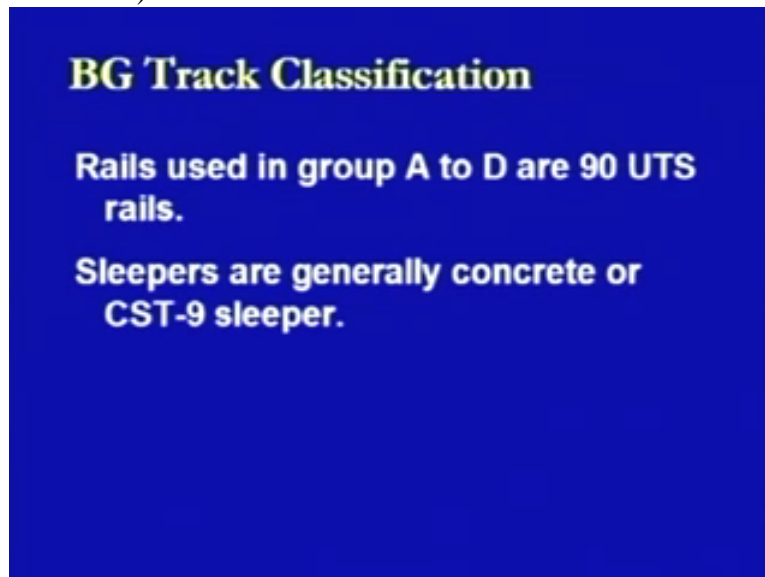 BG Track Classification
Rails used in group A to D are 90 UTS
rails.
Sleepers are generally concrete or
CST-9 sleeper.